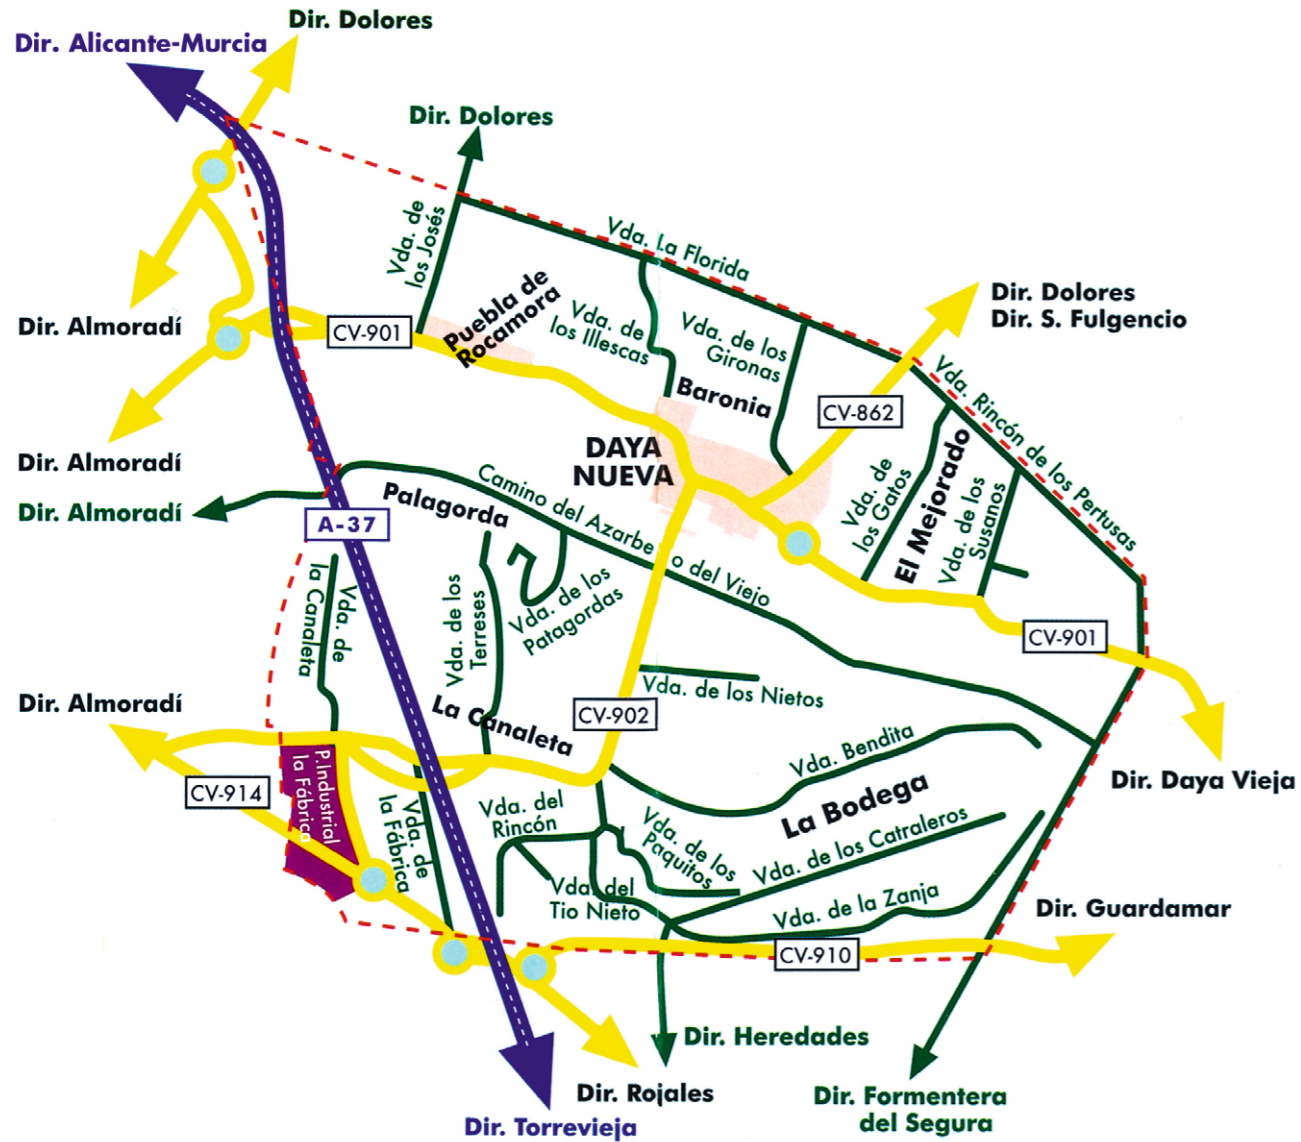 Dir. Dolores
Dir. Alicante-Murcia
Dir. Dolores
Vda. de
los Josés
Vda. La Florida
Puebla de
Rocamora
Vda. de
los Illescas
Vda. de los
Gironas
Dir. Dolores
Dir. S. Fulgencio
Dir. Almoradí
CV-901
Baronia
CV-862
Vda. Rincón de los Pertusas
DAYA
NUEVA
Dir. Almoradí
Dir. Almoradí
Palagorda
Camino del Azarbe o del Viejo
Vda. de
los Gatos
El Mejorado
Vda. de los
Susanos
A-37
Vda. de
la Canaleta
Vda. de los
Terreses
Vda. de los
Patagordas
CV-901
Vda. de los Nietos
Dir. Almoradí
La Canaleta
CV-902
Vda. Bendita
Dir. Daya Vieja
CV-914
P.Industrial
la Fábrica
Vda. de
la Fábrica
Vda. del
Rincón
Vda. de los
Paquitos
La Bodega
Vda. de los Catraleros
Vda. del
Tio Nieto
Vda. de la Zanja
Dir. Guardamar
CV-910
Dir. Heredades
Dir. Rojales
Dir. Formentera
del Segura
Dir. Torrevieja